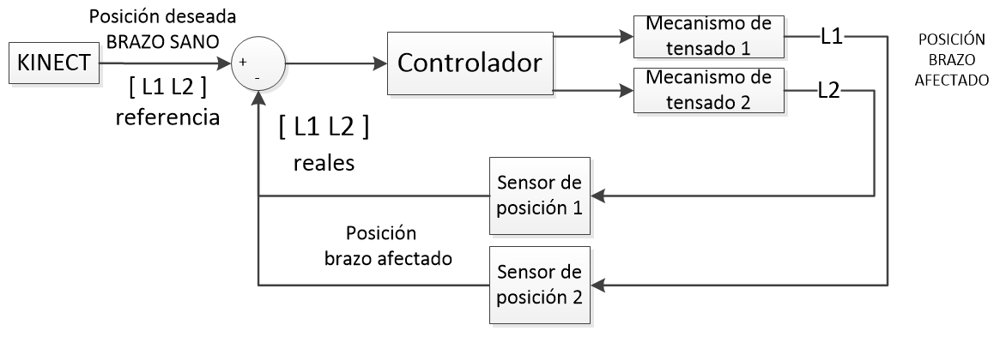 Posición deseada
BRAZO SANO
KINECT
[ L1 L2 ]
referencia
+
-
[ L1 L2 ]
reales
Controlador
Mecanismo de
tensado 1
Mecanismo de
tensado 2
L1
L2
POSICIÓN
BRAZO
AFECTADO
Sensor de
posición 1
Posición
brazo afectado
Sensor de
posición 2